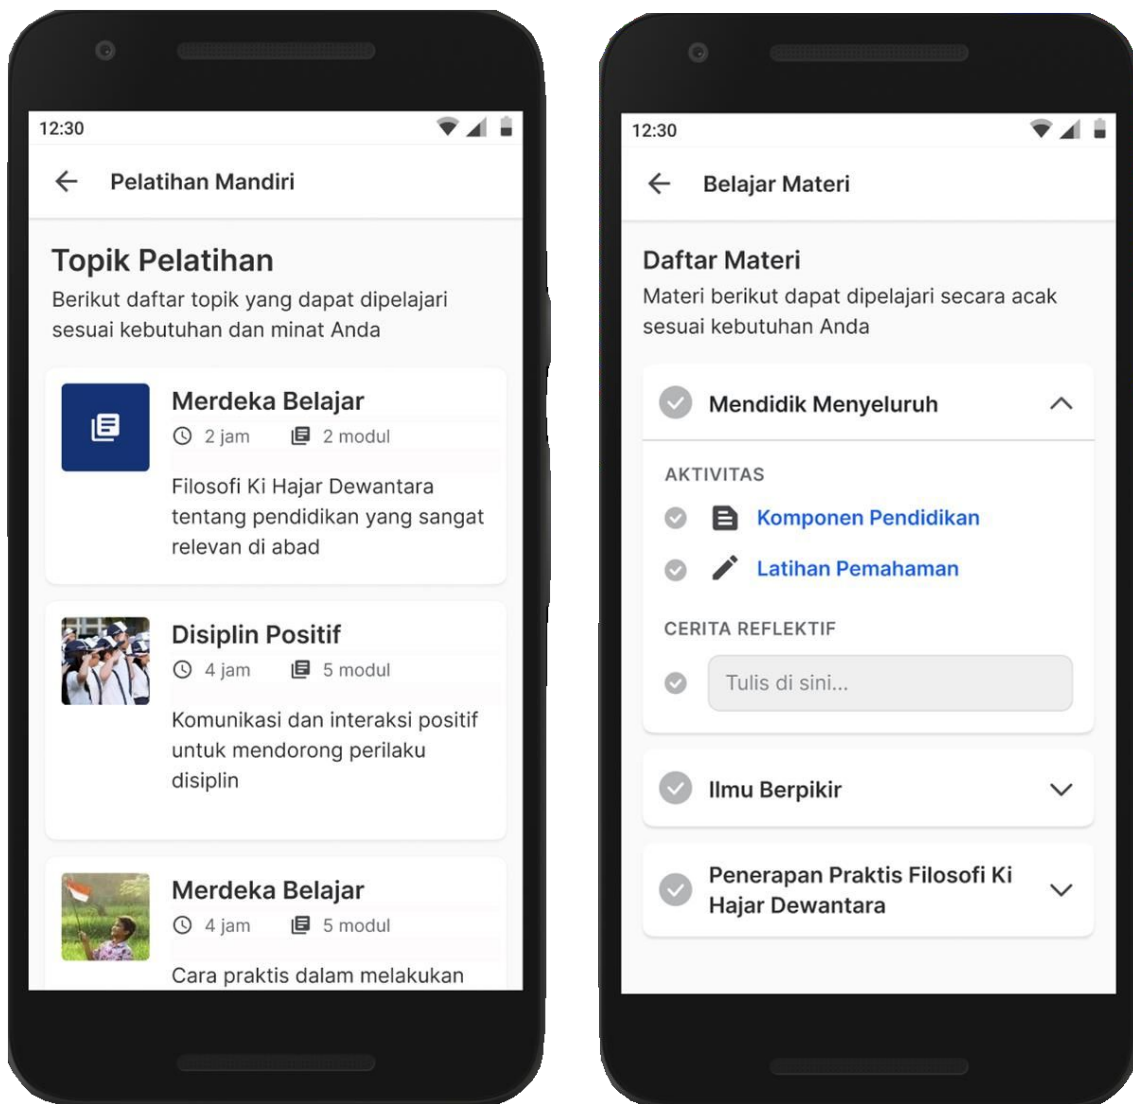 12:30
Pelatihan Mandiri
Topik Pelatihan
Berikut daftar topik yang dapat dipelajari
sesuai kebutuhan dan minat Anda
Merdeka Belajar
2 jam 2 modul
Filosofi Ki Hajar Dewantara
tentang pendidikan yang sangat
relevan di abad
Disiplin Positif
4 jam 5 modul
Komunikasi dan interaksi positif
untuk mendorong perilaku
disiplin
Merdeka Belajar
4 jam 5 modul
Cara praktis dalam melakukan
12:30
Belajar Materi
Daftar Materi
Materi berikut dapat dipelajari secara acak
sesuai kebutuhan Anda
Mendidik Menyeluruh
AKTIVITAS
Komponen Pendidikan
Latihan Pemahaman
CERITA REFLEKTIF
Tulis di sini...
Ilmu Berpikir
Penerapan Praktis Filosofi Ki
Hajar Dewantara